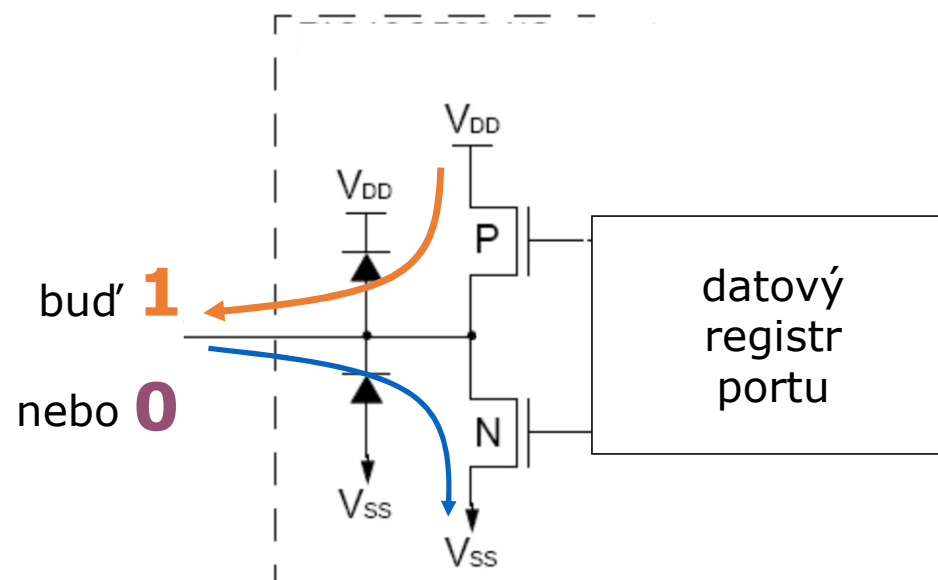 VDD
VDD
P
buď 1
datový
registr
portu
nebo 0
N
VSS
VSS